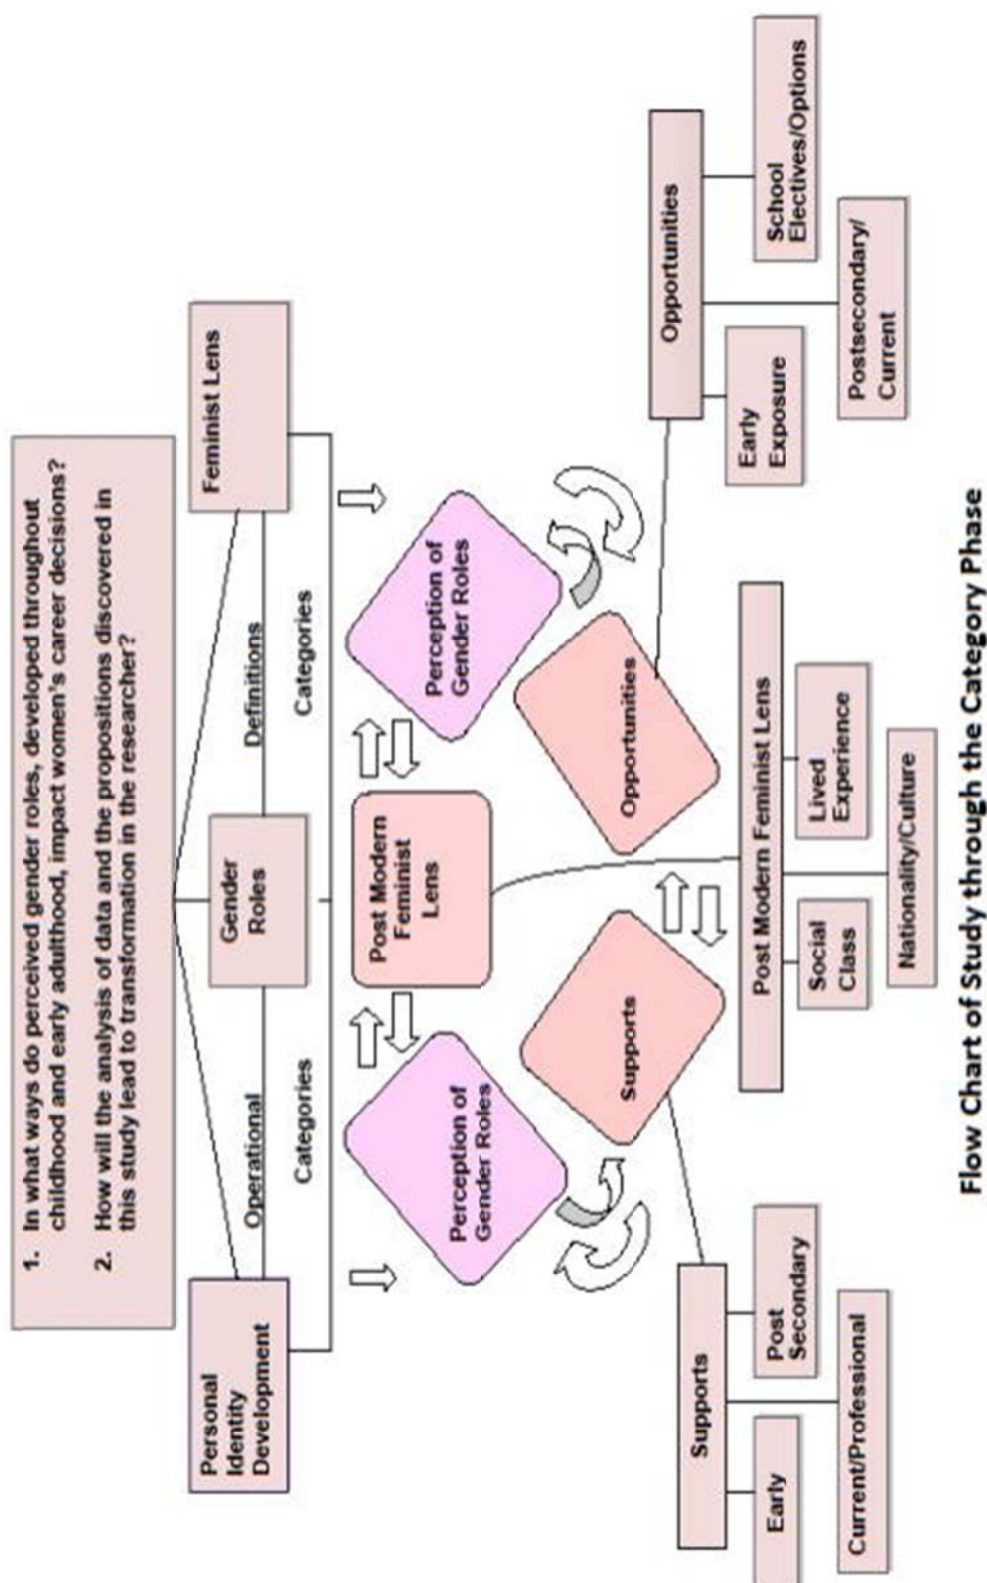 1. In what ways do perceived gender roles, developed throughout
childhood and early adulthood, impact women's career decisions?
2. How will the analysis of data and the propositions discovered in
this study lead to transformation in the researcher?
Personal
Identity
Development
Operational
Gender
Roles
Definitions
Feminist Lens
Categories
Categories
Perception of
Gender Roles
Post Modern
Feminist
Lens
Perception of
Gender Roles
Supports
Opportunities
Supports
Early
Post
Secondary
Current/Professional
Post Modern Feminist Lens
Social
Class
Lived
Experience
Nationality/Culture
Opportunities
Early
Exposure
School
Electives/Options
Postsecondary/
Current
Flow Chart of Study through the Category Phase